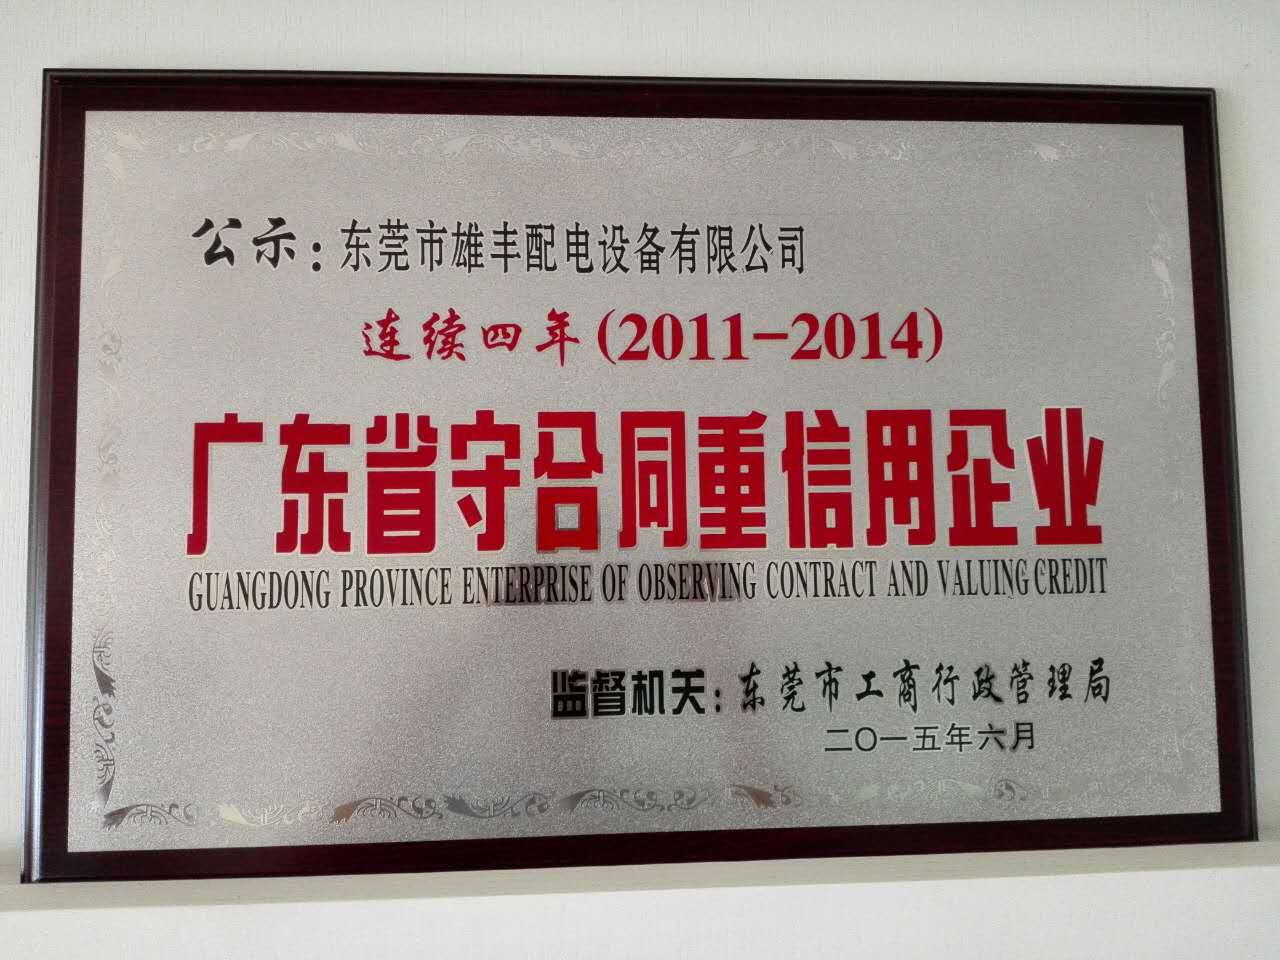 公示：东莞市雄丰配电设备有限公司
连续四年(2011-2014)
广东省守合同重信用企业
GUANGDONG PROVINCE ENTERPRISE OF OBSERVING CONTRACT AND VALUING CREDIT
监督机关：东莞市工商行政管理局
二〇一五年六月